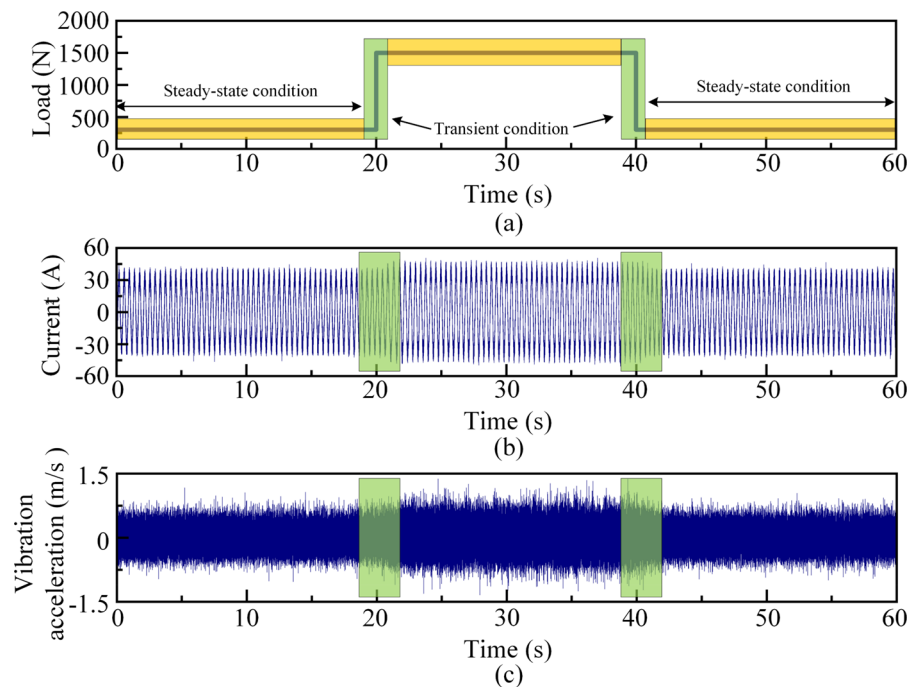 2000
1500
1000
500
0
Load (N)
Steady-state condition
Transient condition
Steady-state condition
0 10 20 30 40 50 60
Time (s)
(a)
60
30
0
-30
-60
Current (A)
0 10 20 30 40 50 60
Time (s)
(b)
1.5
0
-1.5
Vibration
acceleration (m/s )
0 10 20 30 40 50 60
Time (s)
(c)